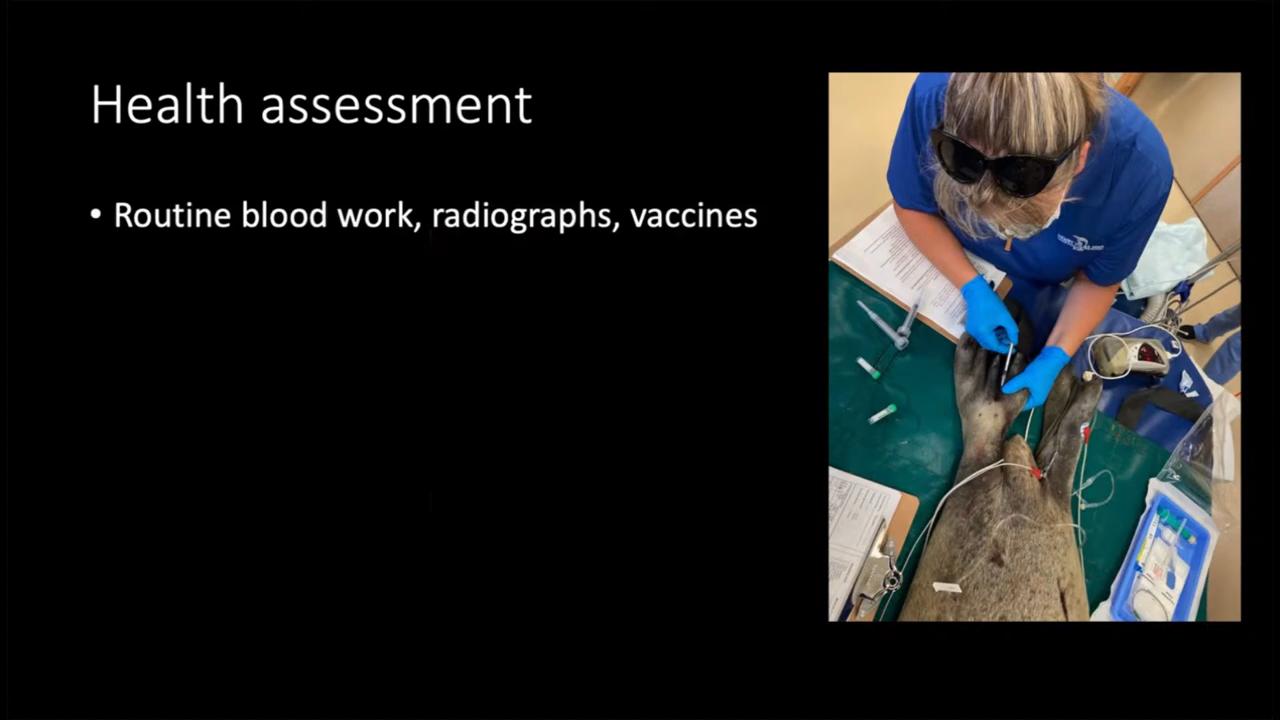 Health assessment
• Routine blood work, radiographs, vaccines